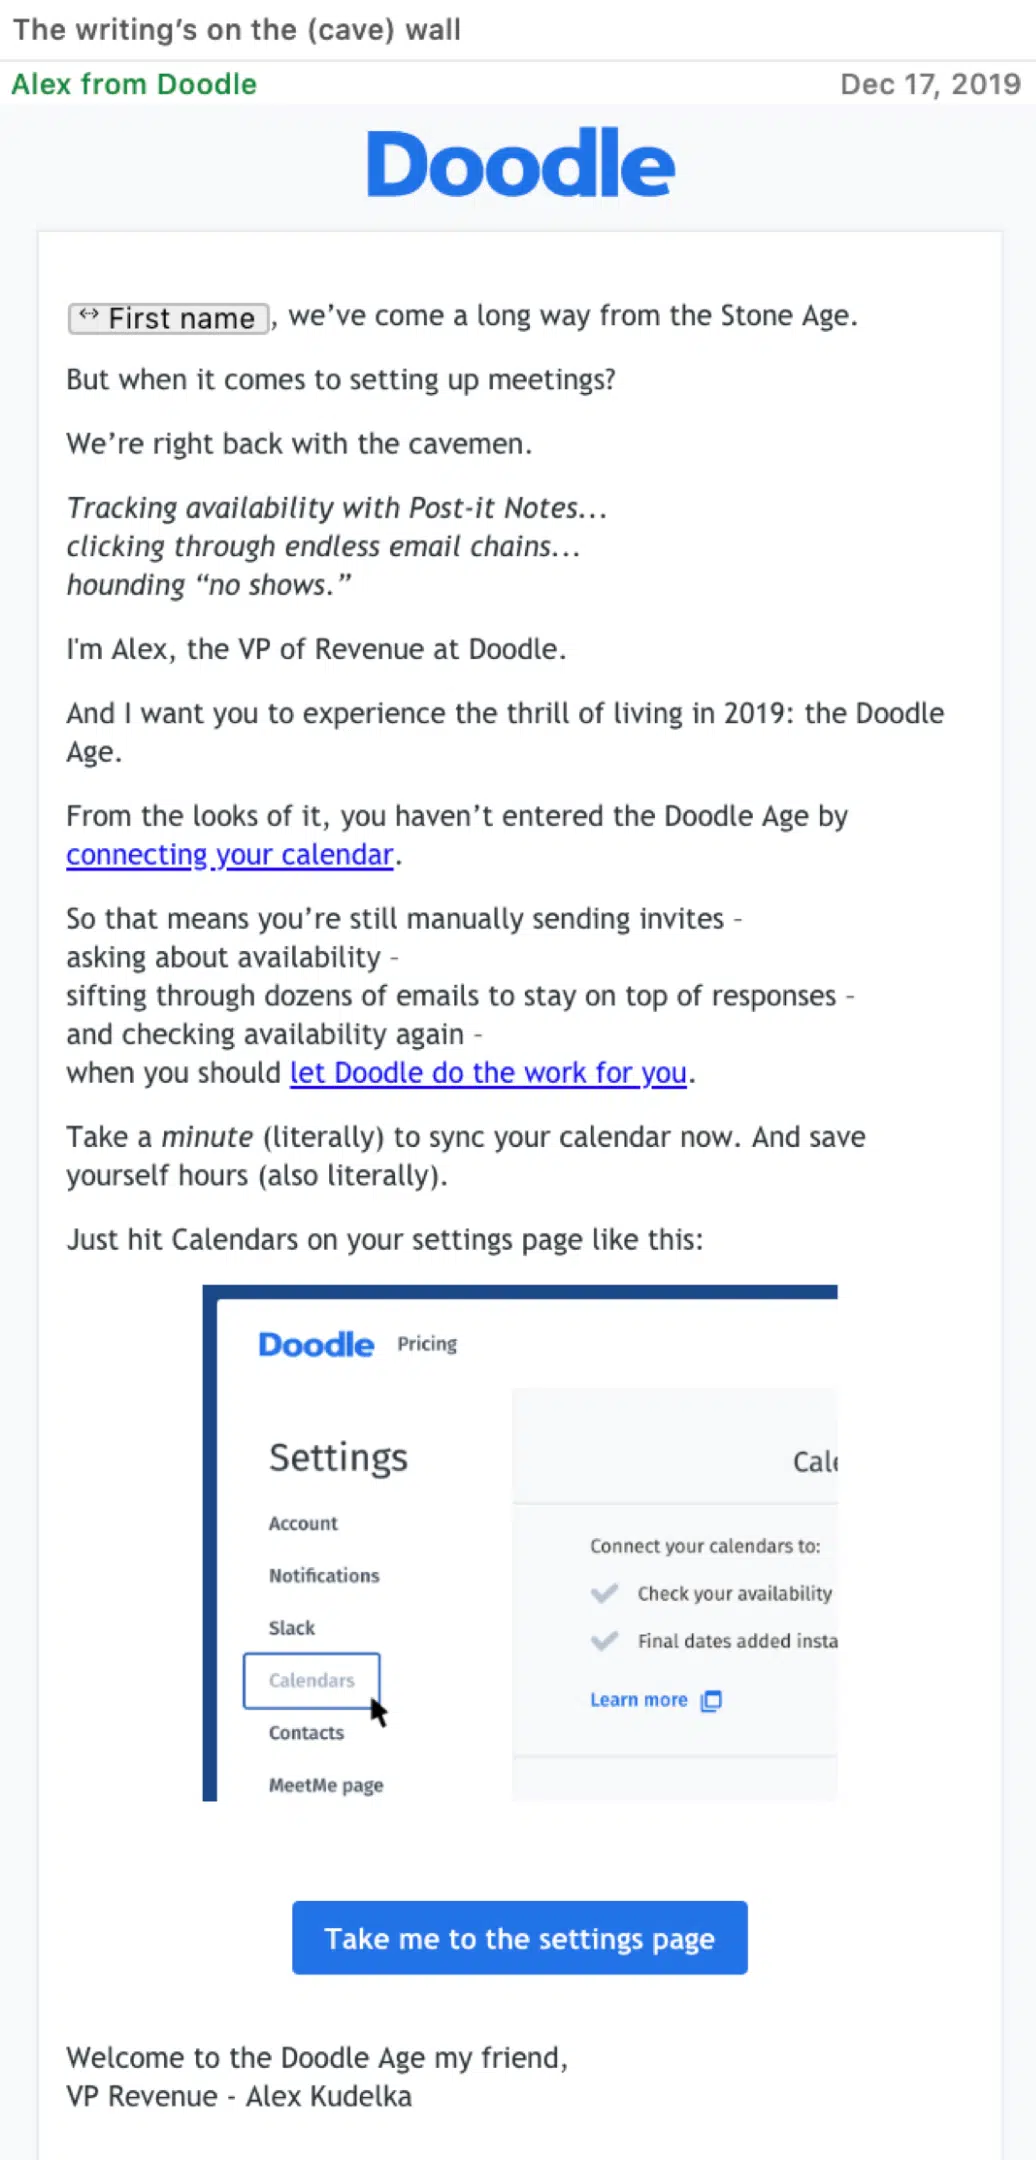 The writing’s on the (cave) wall
Alex from Doodle Dec 17, 2019
Doodle
First name, we’ve come a long way from the Stone Age.
But when it comes to setting up meetings?
We’re right back with the cavemen.
Tracking availability with Post-it Notes...
clicking through endless email chains...
hounding “no shows.”
I'm Alex, the VP of Revenue at Doodle.
And I want you to experience the thrill of living in 2019: the Doodle
Age.
From the looks of it, you haven’t entered the Doodle Age by
connecting your calendar.
So that means you’re still manually sending invites -
asking about availability -
sifting through dozens of emails to stay on top of responses -
and checking availability again -
when you should let Doodle do the work for you.
Take a minute (literally) to sync your calendar now. And save
yourself hours (also literally).
Just hit Calendars on your settings page like this:
Doodle Pricing
Settings
Account
Notifications
Slack
Calendars
Contacts
MeetMe page
Cale
Connect your calendars to:
Check your availability
Final dates added insta
Learn more
Take me to the settings page
Welcome to the Doodle Age my friend,
VP Revenue - Alex Kudelka